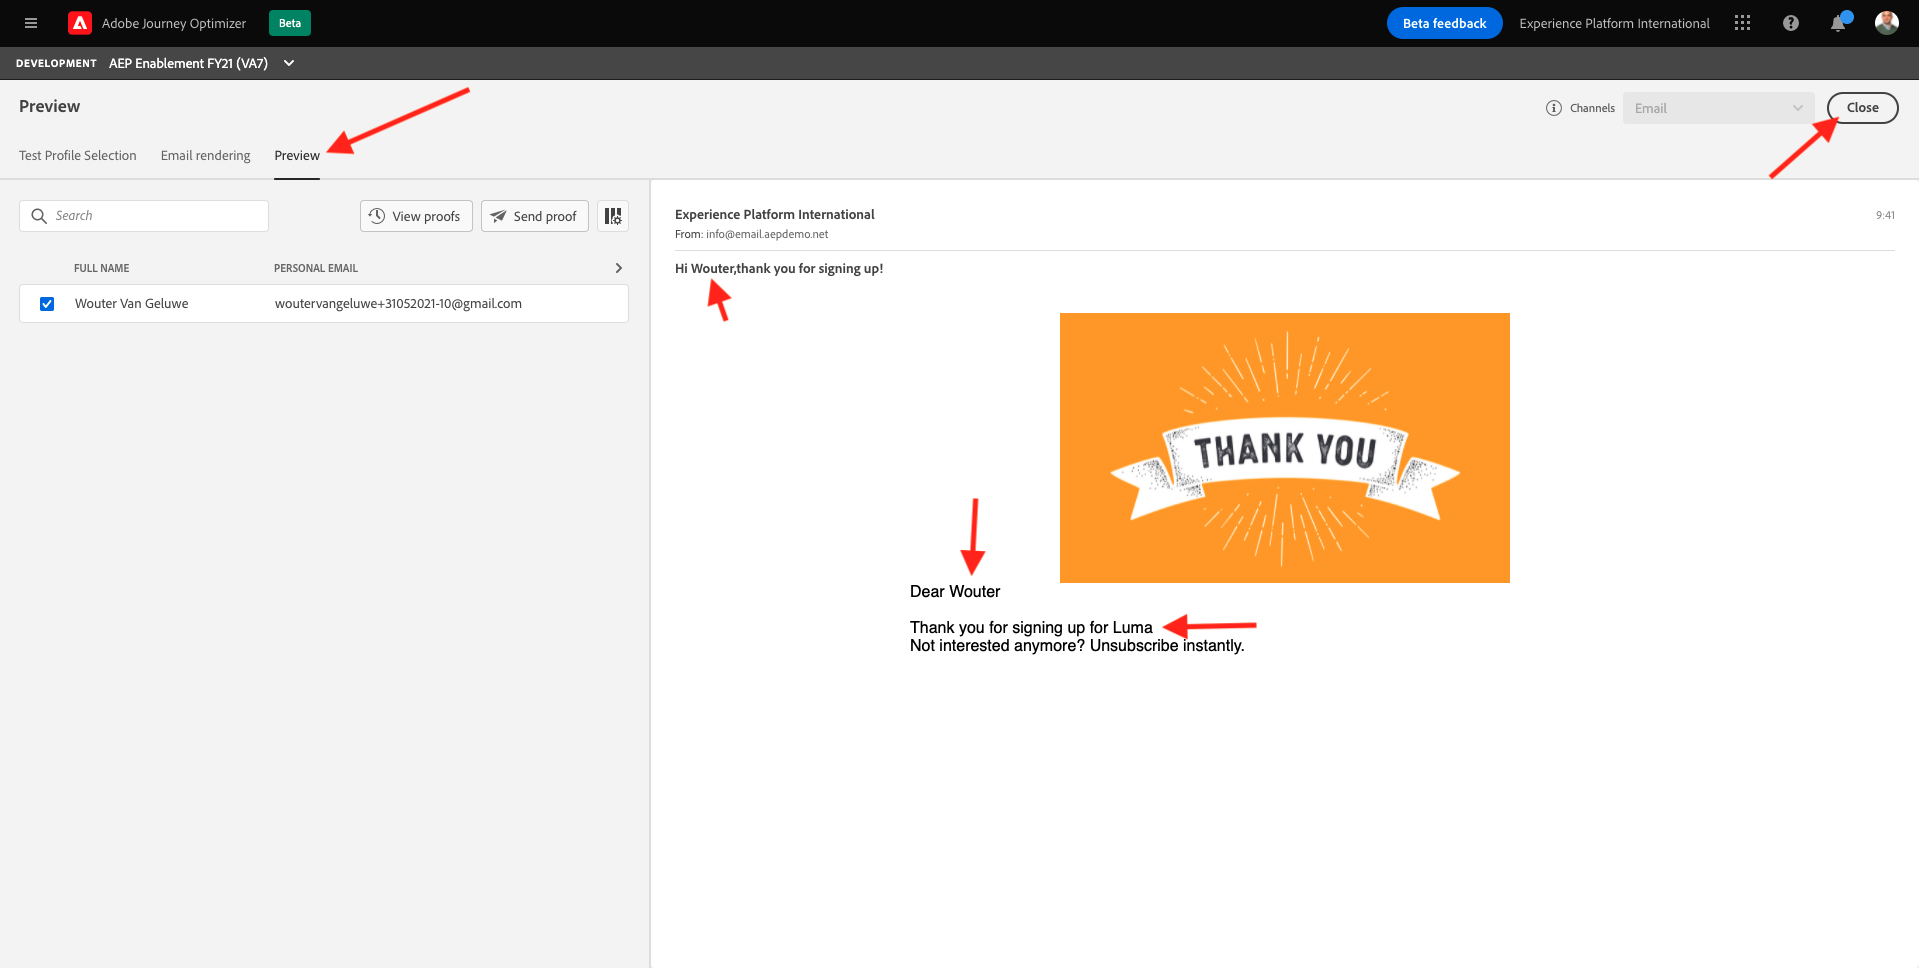 Adobe Journey Optimizer Beta Beta feedback Experience Platform International
DEVELOPMENT AEP Enablement FY21 (VA7)
Preview Channels Email Close
Test Profile Selection Email rendering Preview
Search View proofs Send proof
FULL NAME PERSONAL EMAIL
Wouter Van Geluwe woutervangeluwe+31052021-10@gmail.com
Experience Platform International 9:41
From: info@email.aepdemo.net
Hi Wouter,thank you for signing up!
THANK YOU
Dear Wouter
Thank you for signing up for Luma
Not interested anymore? Unsubscribe instantly.